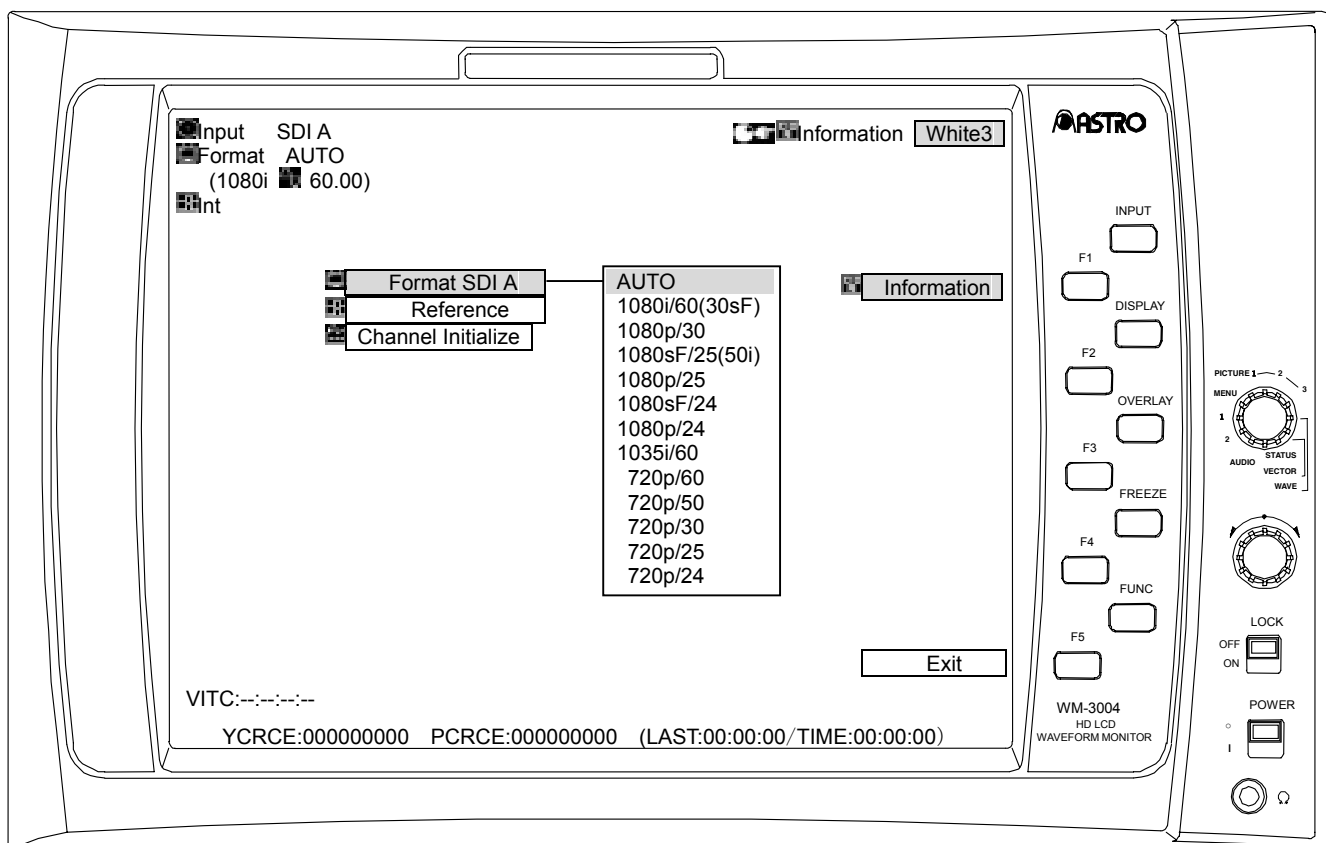 Input SDI A
Format AUTO
(1080i 60.00)
Int
Information White3
Format SDI A
Reference
Channel Initialize
AUTO
1080i/60(30sF)
1080p/30
1080sF/25(50i)
1080p/25
1080sF/24
1080p/24
1035i/60
720p/60
720p/50
720p/30
720p/25
720p/24
Information
Exit
VITC:--:--:--:--
YCRCE:000000000 PCRCE:000000000 (LAST:00:00:00/TIME:00:00:00)
ASTRO
INPUT
F1
DISPLAY
F2
OVERLAY
F3
FREEZE
F4
FUNC
F5
WM-3004
HD LCD
WAVEFORM MONITOR
PICTURE 1 2 3
MENU
1
2
AUDIO
STATUS
VECTOR
WAVE
LOCK
OFF
ON
POWER
○
I